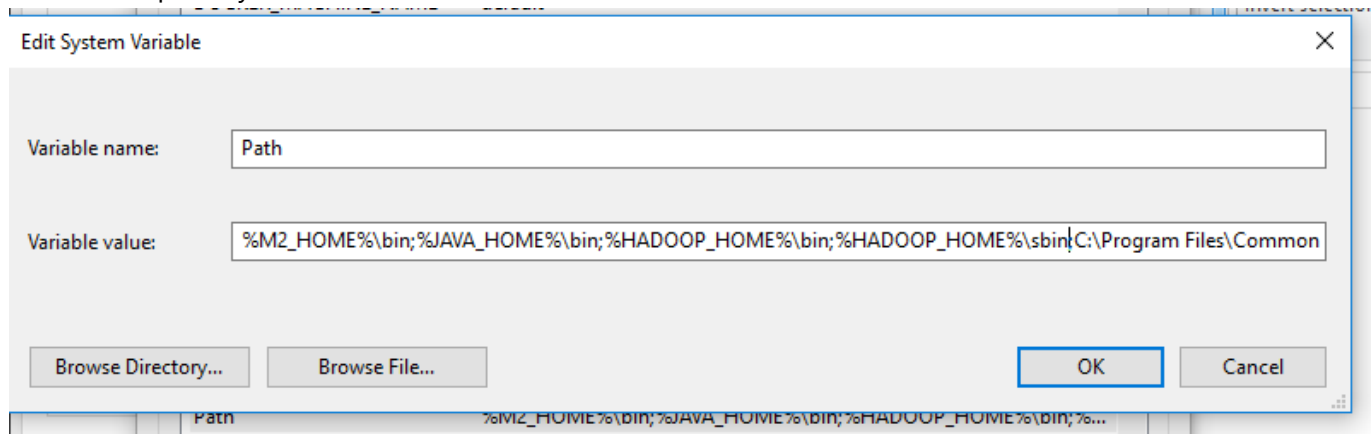 Edit System Variable
Variable name: Path
Variable value: %M2_HOME%\bin;%JAVA_HOME%\bin;%HADOOP_HOME%\bin;%HADOOP_HOME%\sbin;C:\Program Files\Common
Browse Directory... Browse File... OK Cancel
Path %M2_HOME%\bin;%JAVA_HOME%\bin;%HADOOP_HOME%\bin;%...